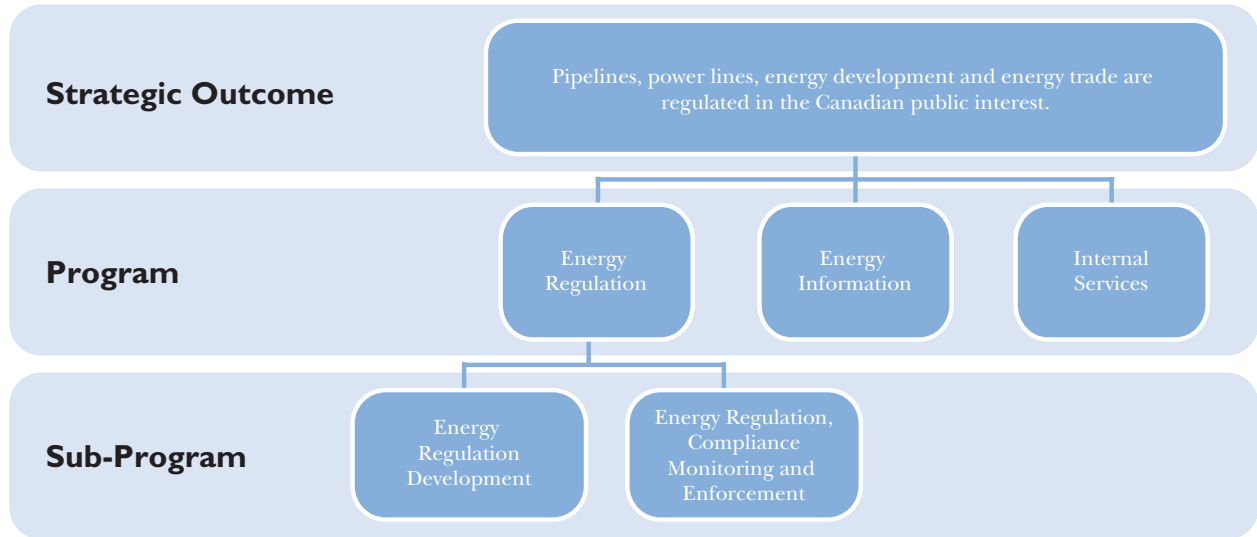 Strategic Outcome
Pipelines, power lines, energy development and energy trade are
regulated in the Canadian public interest.
Program
Energy
Regulation
Energy
Information
Internal
Services
Sub-Program
Energy
Regulation
Development
Energy Regulation,
Compliance
Monitoring and
Enforcement